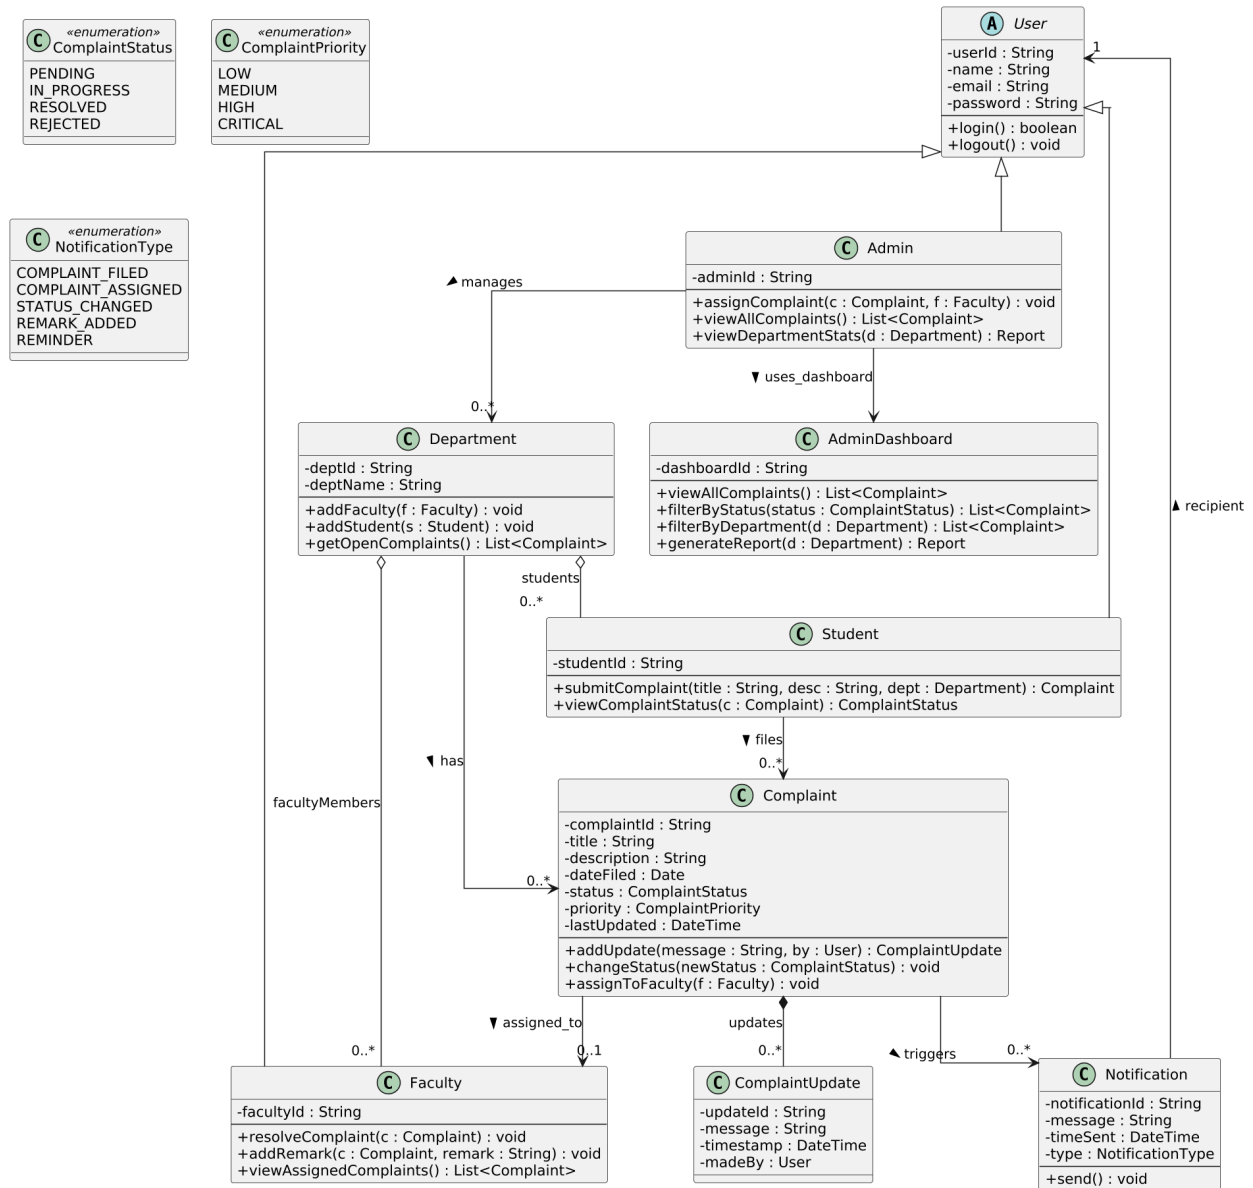 «enumeration»
C ComplaintStatus
PENDING
IN_PROGRESS
RESOLVED
REJECTED
«enumeration»
C ComplaintPriority
LOW
MEDIUM
HIGH
CRITICAL
A User
-userId : String
-name : String
-email : String
-password : String
+login() : boolean
+logout() : void
1
«enumeration»
C NotificationType
COMPLAINT_FILED
COMPLAINT_ASSIGNED
STATUS_CHANGED
REMARK_ADDED
REMINDER
C Admin
-adminId : String
+assignComplaint(c : Complaint, f : Faculty) : void
+viewAllComplaints() : List<Complaint>
+viewDepartmentStats(d : Department) : Report
manages
0..*
uses_dashboard
C Department
-deptId : String
-deptName : String
+addFaculty(f : Faculty) : void
+addStudent(s : Student) : void
+getOpenComplaints() : List<Complaint>
C AdminDashboard
-dashboardId : String
+viewAllComplaints() : List<Complaint>
+filterByStatus(status : ComplaintStatus) : List<Complaint>
+filterByDepartment(d : Department) : List<Complaint>
+generateReport(d : Department) : Report
recipient
students
0..*
C Student
-studentId : String
+submitComplaint(title : String, desc : String, dept : Department) : Complaint
+viewComplaintStatus(c : Complaint) : ComplaintStatus
files
0..*
has
0..*
facultyMembers
0..*
C Complaint
-complaintId : String
-title : String
-description : String
-dateFiled : Date
-status : ComplaintStatus
-priority : ComplaintPriority
-lastUpdated : DateTime
+addUpdate(message : String, by : User) : ComplaintUpdate
+changeStatus(newStatus : ComplaintStatus) : void
+assignToFaculty(f : Faculty) : void
assigned_to
0..1
updates
0..*
triggers
0..*
C Faculty
-facultyId : String
+resolveComplaint(c : Complaint) : void
+addRemark(c : Complaint, remark : String) : void
+viewAssignedComplaints() : List<Complaint>
C ComplaintUpdate
-updateId : String
-message : String
-timestamp : DateTime
-madeBy : User
C Notification
-notificationId : String
-message : String
-timeSent : DateTime
-type : NotificationType
+send() : void